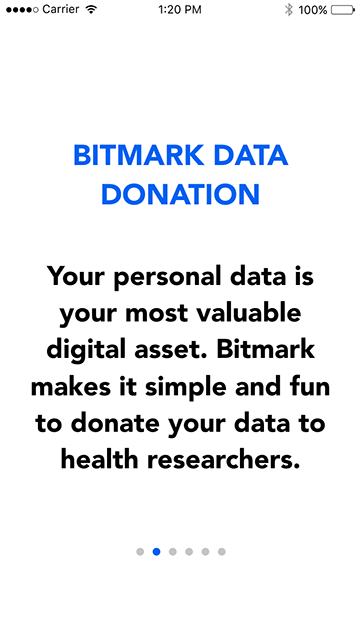 Carrier 1:20 PM 100%
BITMARK DATA
DONATION
Your personal data is
your most valuable
digital asset. Bitmark
makes it simple and fun
to donate your data to
health researchers.